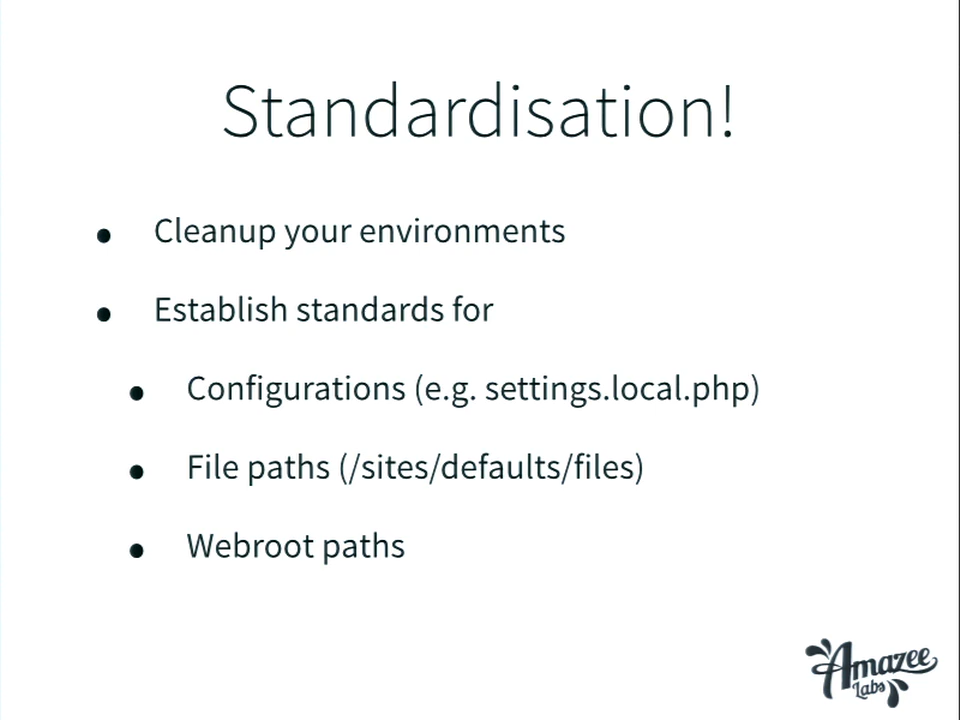 Standardisation!
• Cleanup your environments
• Establish standards for
• Configurations (e.g. settings.local.php)
• File paths (/sites/defaults/files)
• Webroot paths
Amazee
Labs